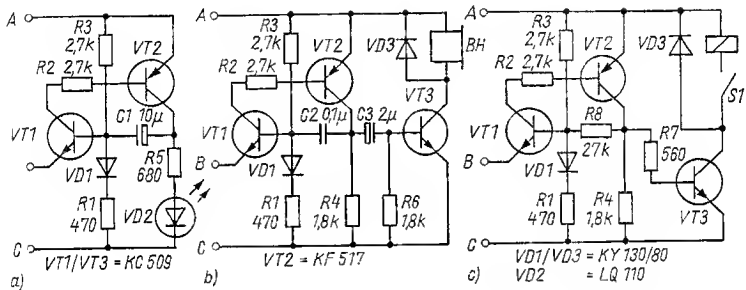 A
R3
2,7k
VT2
R2 2,7k
C1 10μ
VT1
R5
680
VD1
R1
470
VD2
C
a)
VT1/VT3 = KC 509
A
R3
2,7k
VT2
VD3
BH
R2 2,7k
VT3
C2 0,1μ
C3 2μ
VT1
B
VD1
R1
470
R4
1,8k
R6
1,8k
C
b)
VT2 = KF 517
A
R3
2,7k
VT2
VD3
S1
R2 2,7k
R8
27k
VT1
R7
560
B
VD1
R1
470
R4
1,8k
VT3
C
c)
VD1/VD3 = KY 130/80
VD2 = LQ 110